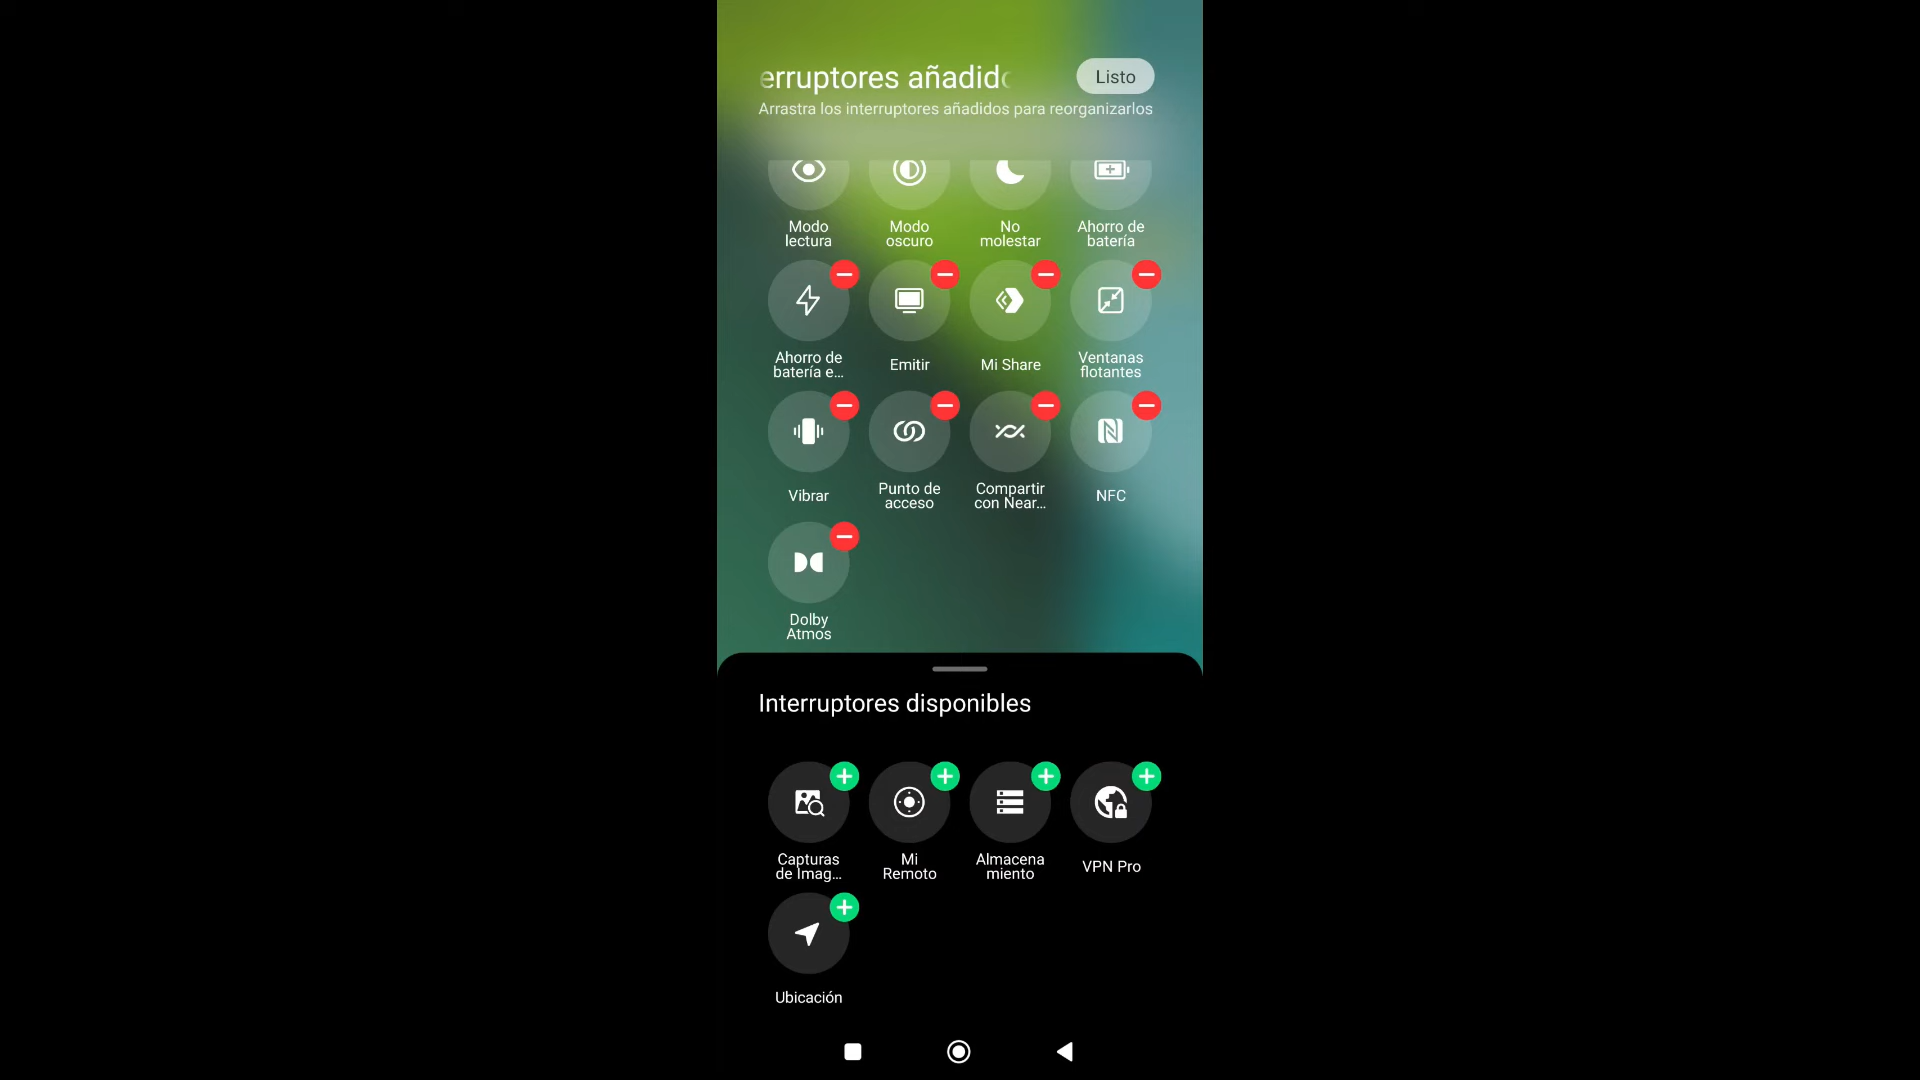 erruptores añadido
Listo
Arrastra los interruptores añadidos para reorganizarlos
Modo
lectura
Modo
oscuro
No
molestar
Ahorro de
batería
Ahorro de
batería e...
Emitir
Mi Share
Ventanas
flotantes
Vibrar
Punto de
acceso
Compartir
con Near...
NFC
Dolby
Atmos
Interruptores disponibles
Capturas
de Imag...
Mi
Remoto
Almacena
miento
VPN Pro
Ubicación